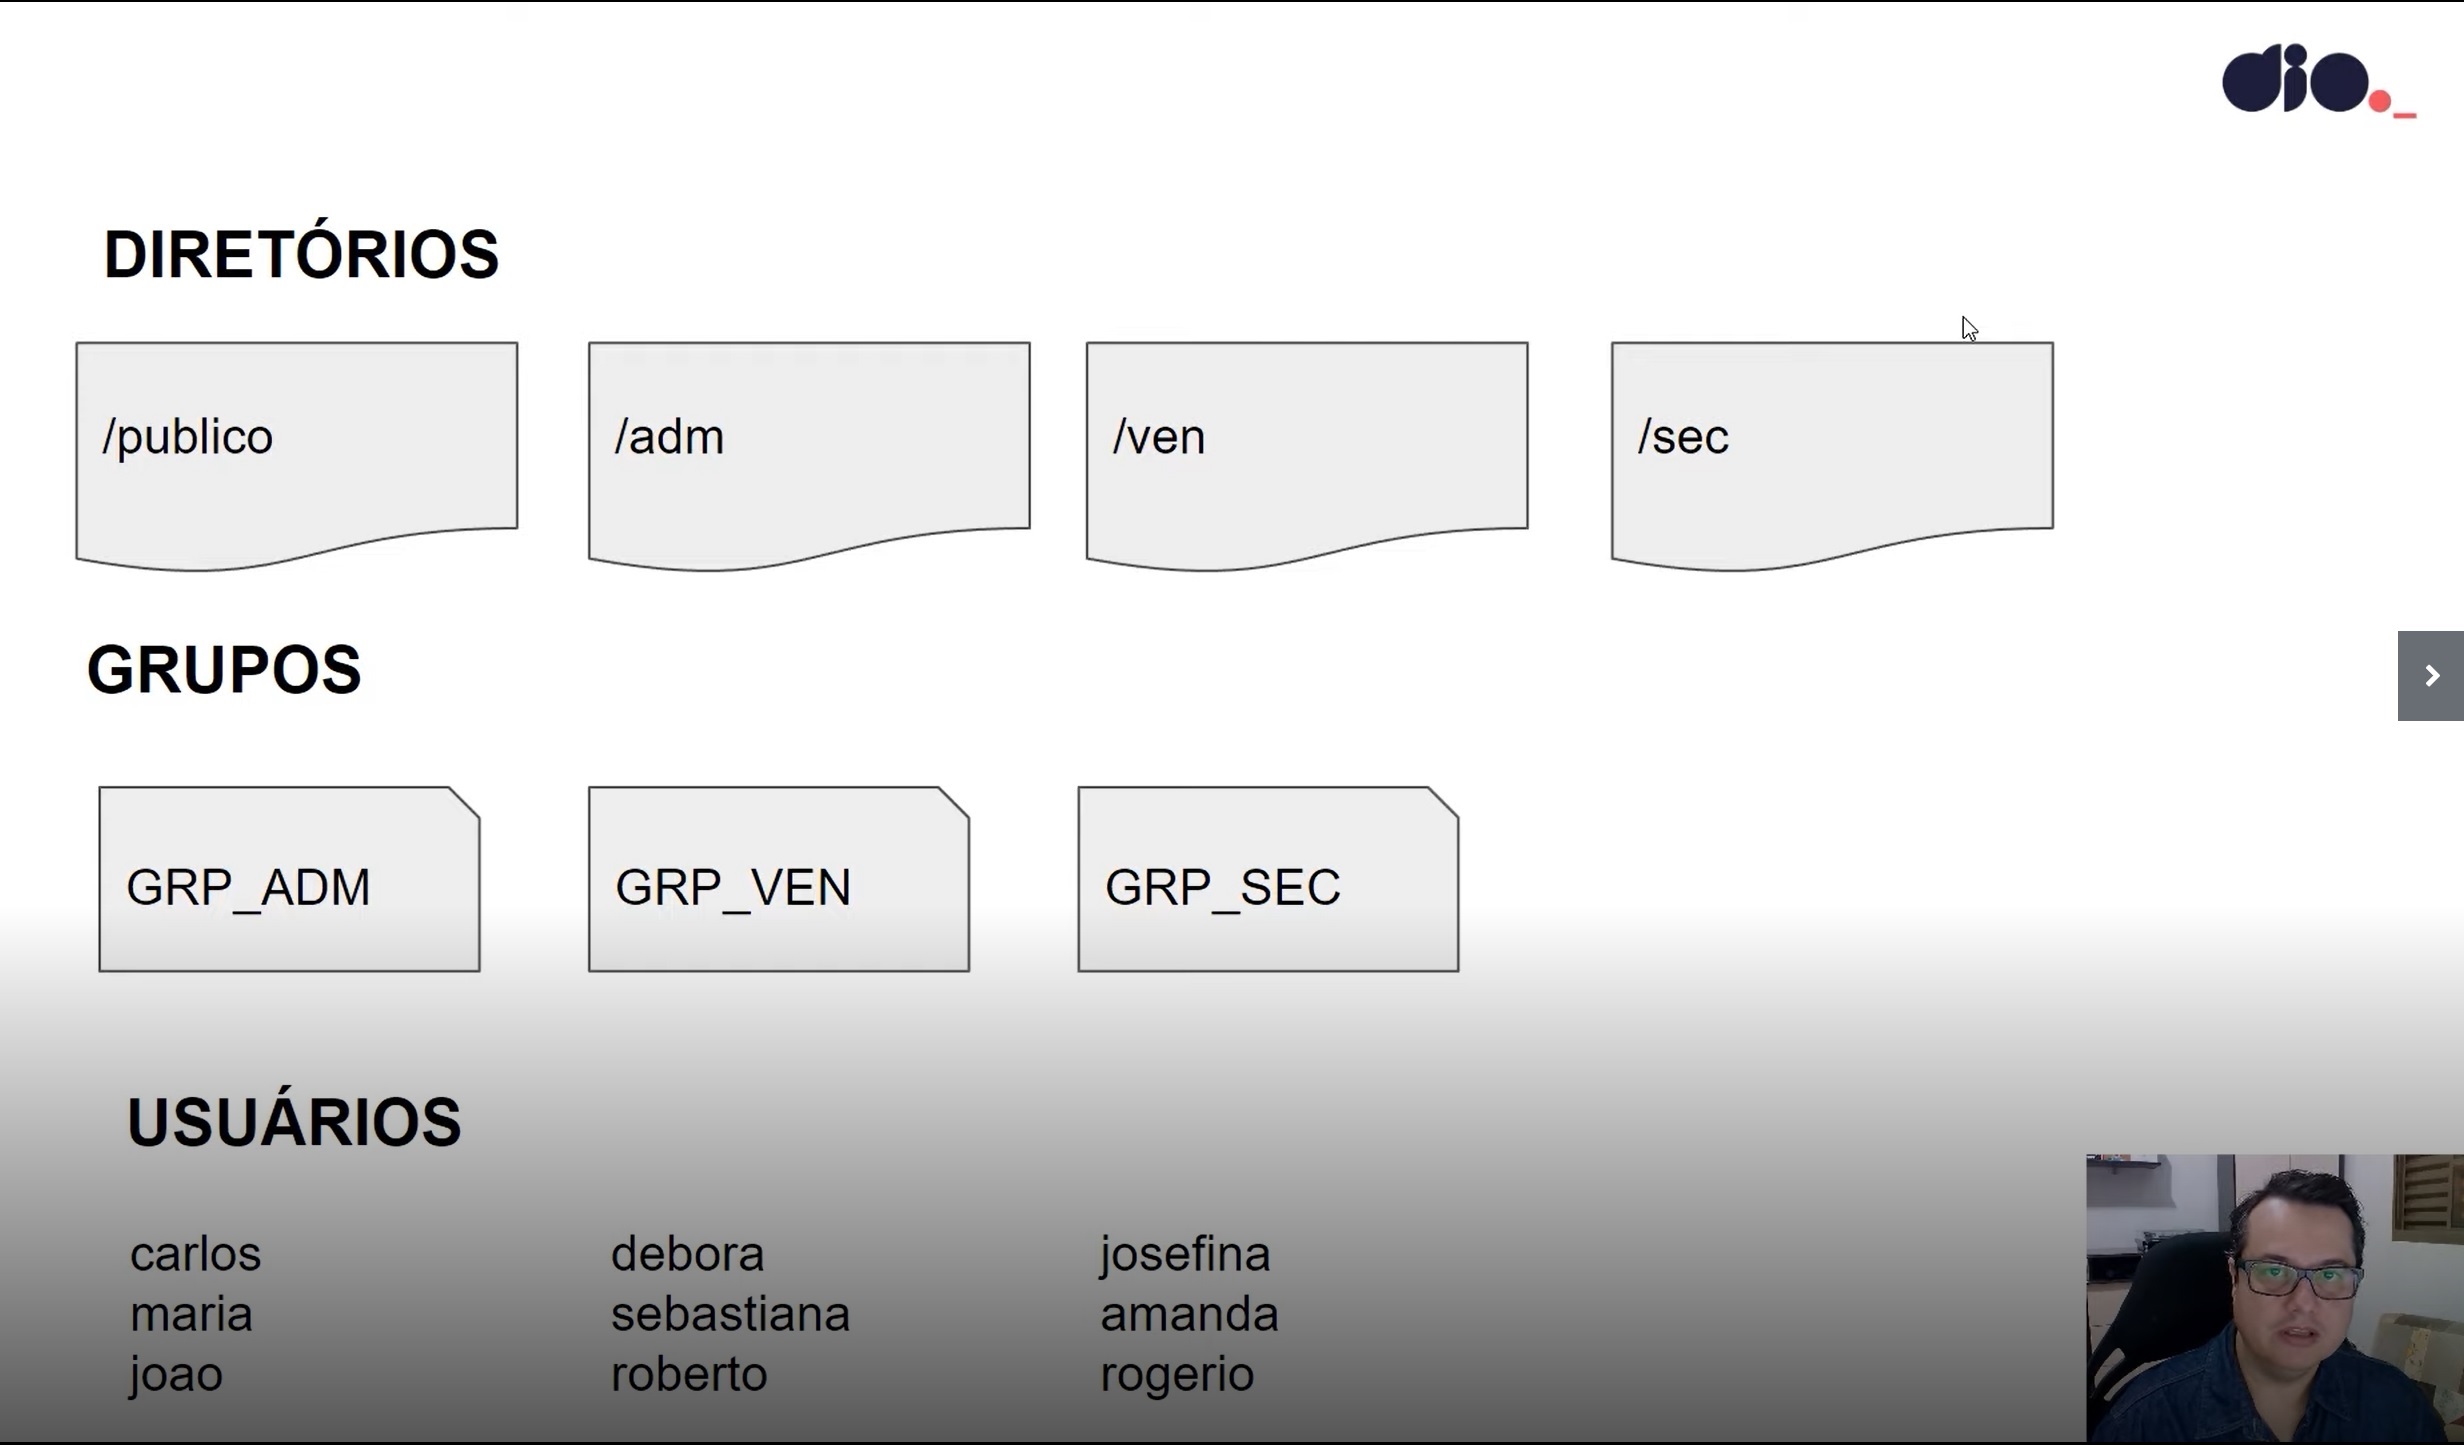 dio._
DIRETÓRIOS
/publico
/adm
/ven
/sec
GRUPOS
GRP_ADM
GRP_VEN
GRP_SEC
USUÁRIOS
carlos
debora
josefina
maria
sebastiana
amanda
joao
roberto
rogerio